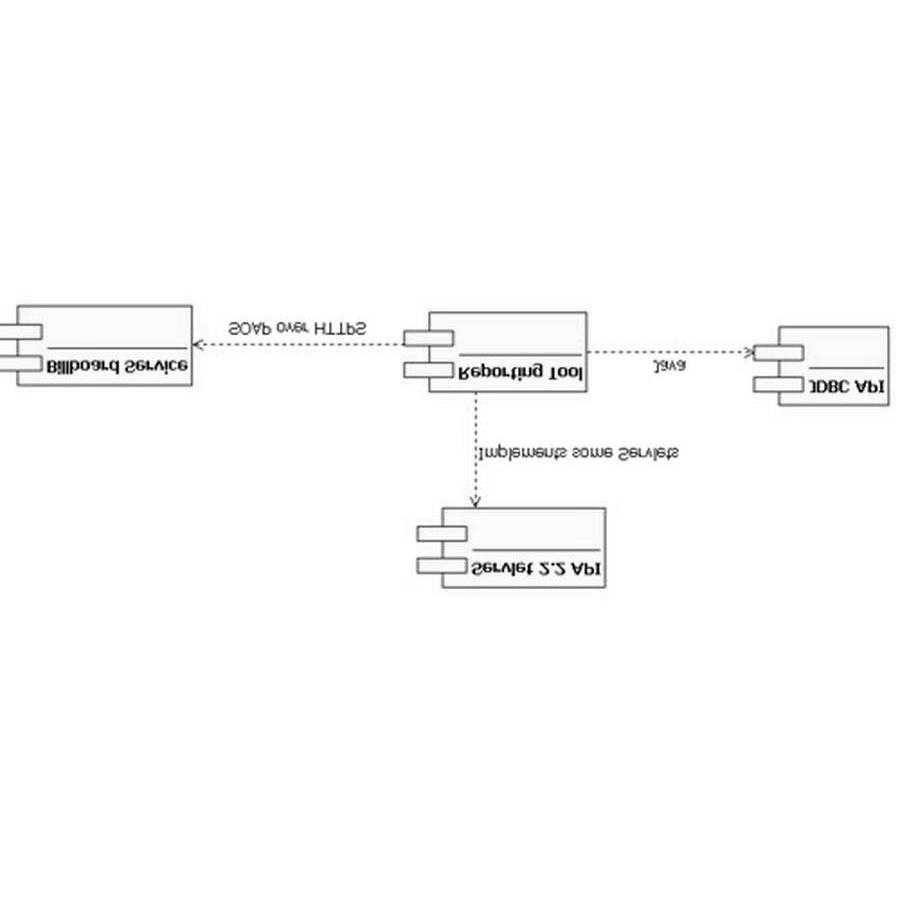 SOAP over HTTPS
Billboard Service
Reporting Tool
Java
JDBC API
Implements some Servlets
Servlet 2.2 API